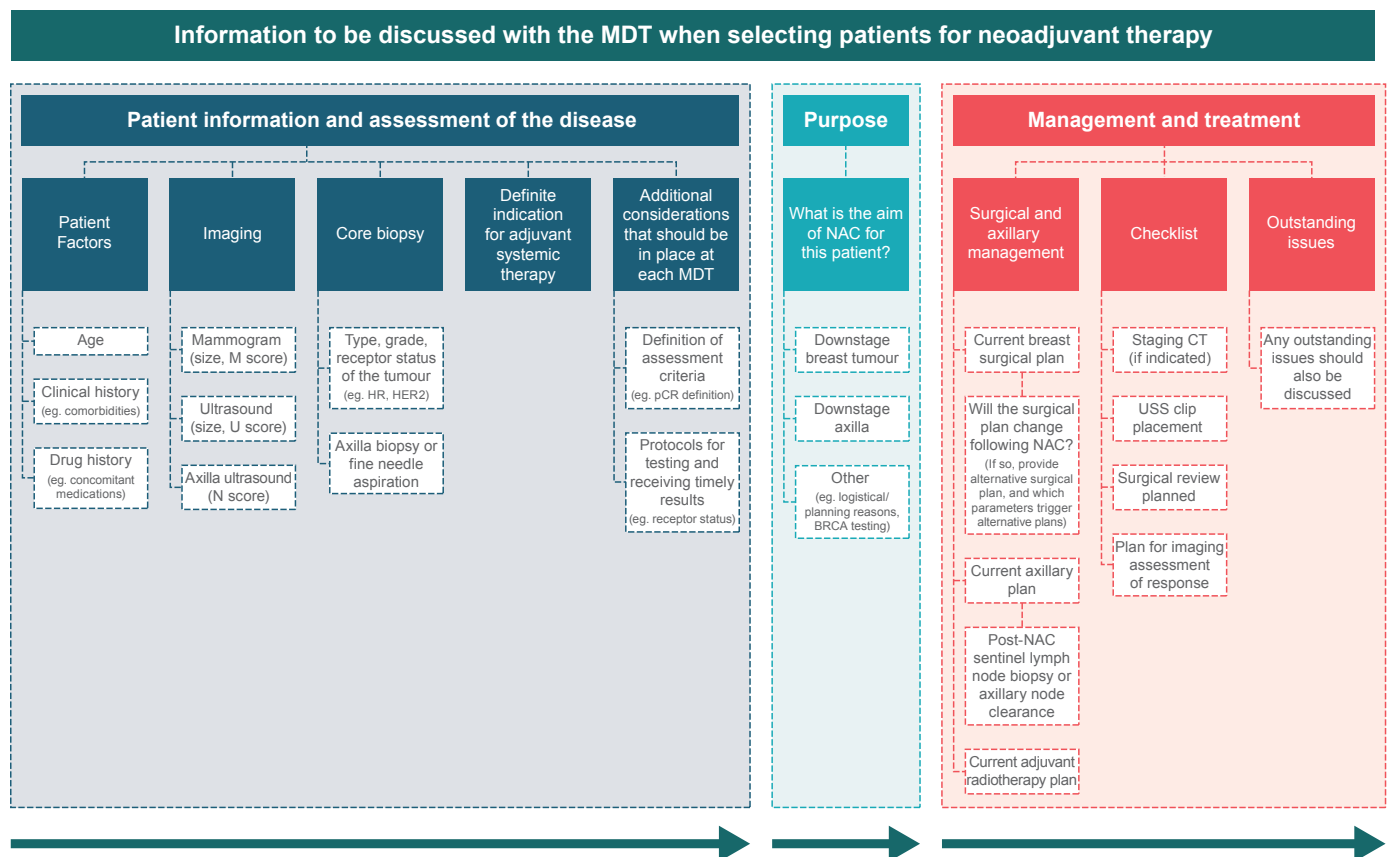 Information to be discussed with the MDT when selecting patients for neoadjuvant therapy
Patient information and assessment of the disease
Patient
Factors
Age
Clinical history
(eg. comorbidities)
Drug history
(eg. concomitant
medications)
Imaging
Mammogram
(size, M score)
Ultrasound
(size, U score)
Axilla ultrasound
(N score)
Core biopsy
Type, grade,
receptor status
of the tumour
(eg. HR, HER2)
Axilla biopsy or
fine needle
aspiration
Definite
indication
for adjuvant
systemic
therapy
Additional
considerations
that should be
in place at
each MDT
Definition of
assessment
criteria
(eg. pCR definition)
Protocols for
testing and
receiving timely
results
(eg. receptor status)
Purpose
What is the aim
of NAC for
this patient?
Downstage
breast tumour
Downstage
axilla
Other
(eg. logistical/
planning reasons,
BRCA testing)
Management and treatment
Surgical and
axillary
management
Current breast
surgical plan
Will the surgical
plan change
following NAC?
(If so, provide
alternative surgical
plan, and which
parameters trigger
alternative plans)
Current axillary
plan
Post-NAC
sentinel lymph
node biopsy or
axillary node
clearance
Current adjuvant
radiotherapy plan
Checklist
Staging CT
(if indicated)
USS clip
placement
Surgical review
planned
Plan for imaging
assessment
of response
Outstanding
issues
Any outstanding
issues should
also be
discussed